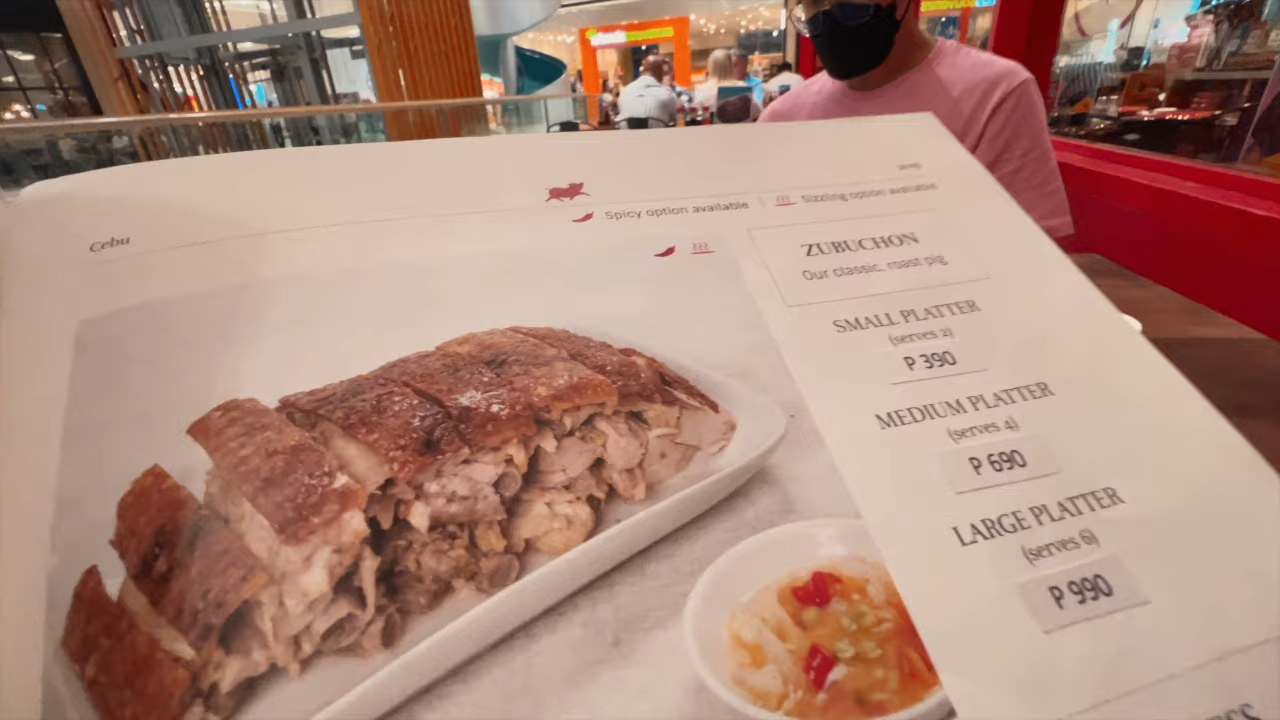 Cebu
Spicy option available
Sizzling option available
ZUBUCHON
Our classic, roast pig
SMALL PLATTER
(serves 2)
P 390
MEDIUM PLATTER
(serves 4)
P 690
LARGE PLATTER
(serves 6)
P 990